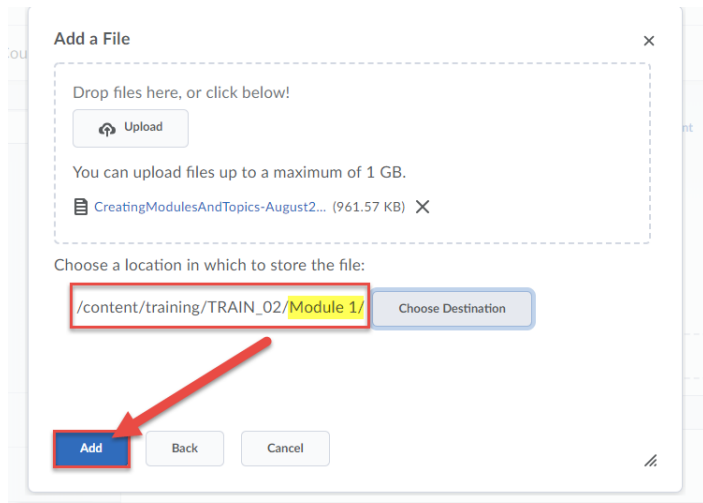 Add a File
Drop files here, or click below!
Upload
You can upload files up to a maximum of 1 GB.
CreatingModulesAndTopics-August2... (961.57 KB)
Choose a location in which to store the file:
/content/training/TRAIN_02/Module 1/ Choose Destination
Add Back Cancel